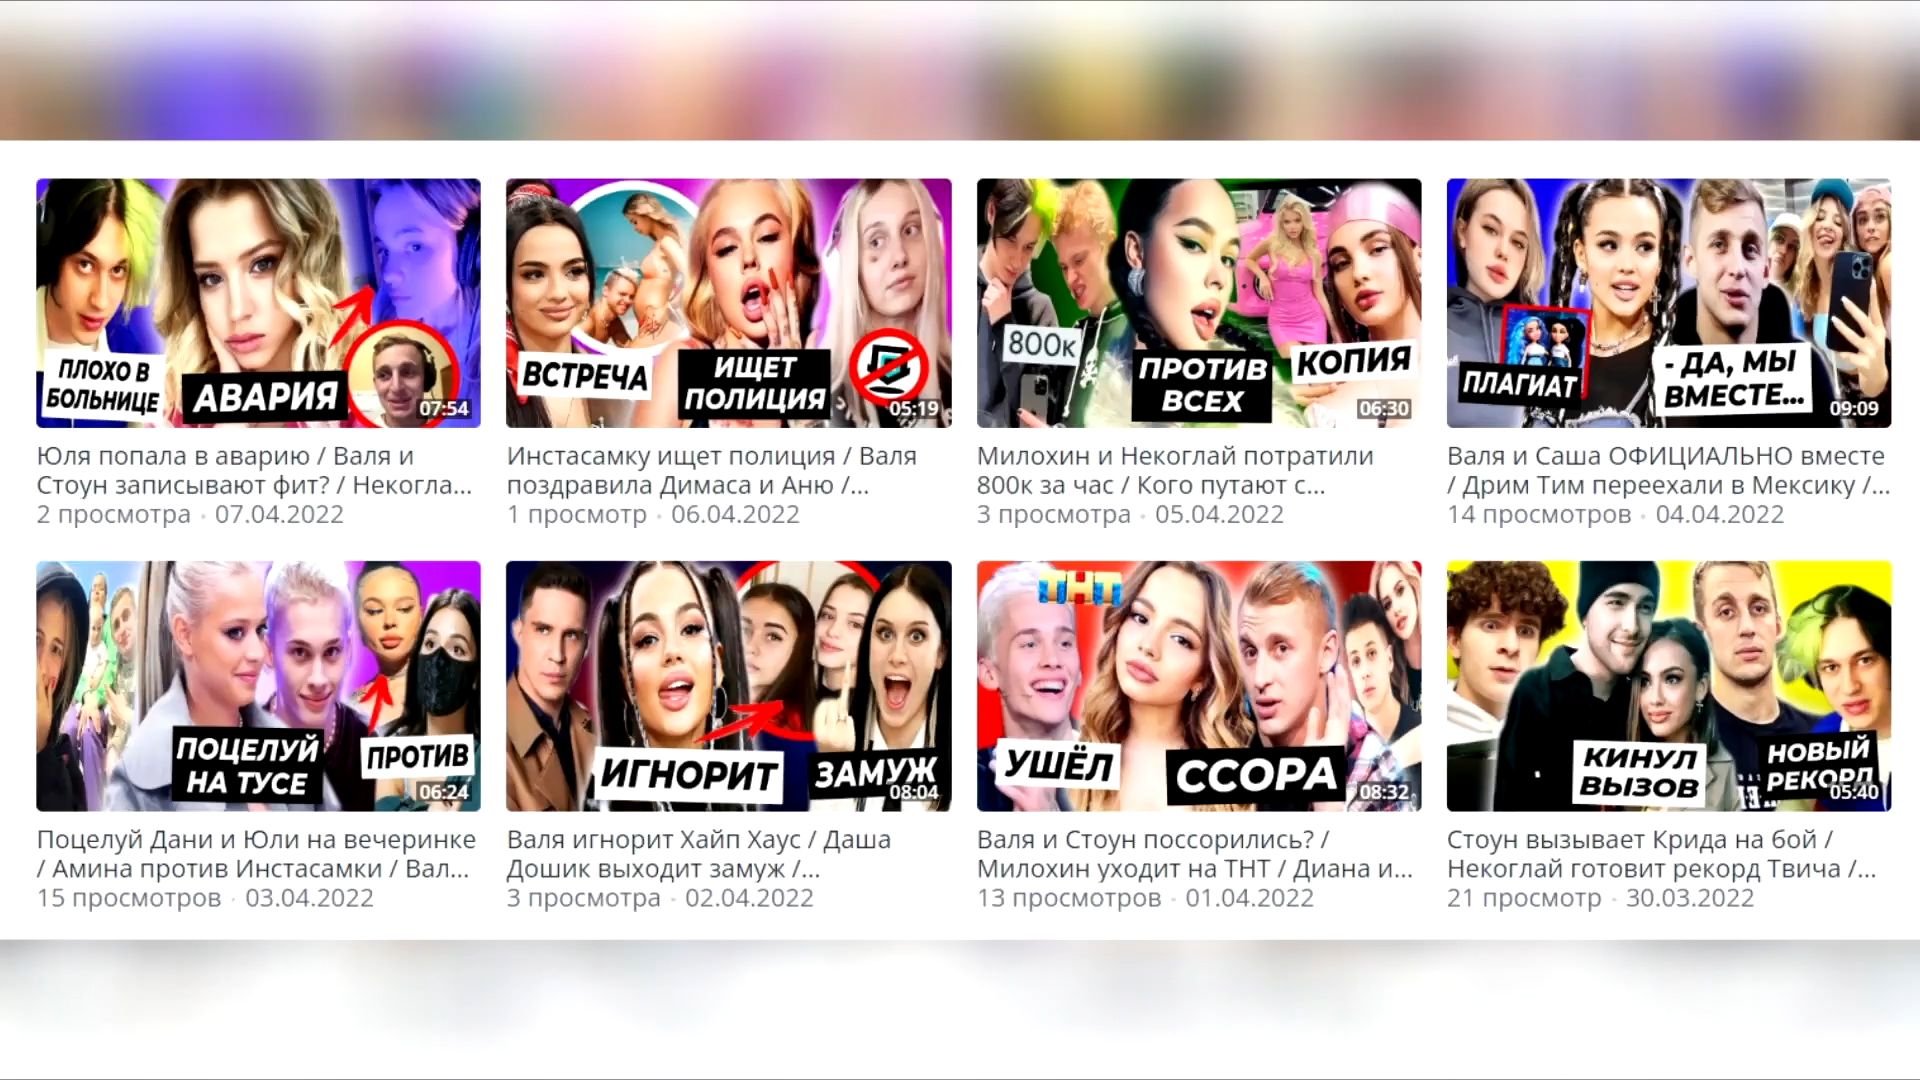 ПЛОХО В
БОЛЬНИЦЕ
АВАРИЯ
07:54
ВСТРЕЧА
ИЩЕТ
ПОЛИЦИЯ
05:19
800к
ПРОТИВ
ВСЕХ
КОПИЯ
06:30
ПЛАГИАТ
- ДА, МЫ
ВМЕСТЕ...
09:09
Юля попала в аварию / Валя и
Стоун записывают фит? / Некогла...
2 просмотра · 07.04.2022
Инстасамку ищет полиция / Валя
поздравила Димаса и Аню /...
1 просмотр · 06.04.2022
Милохин и Некоглай потратили
800к за час / Кого путают с...
3 просмотра · 05.04.2022
Валя и Саша ОФИЦИАЛЬНО вместе
/ Дрим Тим переехали в Мексику /...
14 просмотров · 04.04.2022
ПОЦЕЛУЙ
НА ТУСЕ
ПРОТИВ
06:24
ИГНОРИТ
ЗАМУЖ
08:04
ТНТ
УШЁЛ
ССОРА
08:32
КИНУЛ
ВЫЗОВ
НОВЫЙ
РЕКОРД
05:40
Поцелуй Дани и Юли на вечеринке
/ Амина против Инстасамки / Вал...
15 просмотров · 03.04.2022
Валя игнорит Хайп Хаус / Даша
Дошик выходит замуж /...
3 просмотра · 02.04.2022
Валя и Стоун поссорились? /
Милохин уходит на ТНТ / Диана и...
13 просмотров · 01.04.2022
Стоун вызывает Крида на бой /
Некоглай готовит рекорд Твича /...
21 просмотр · 30.03.2022